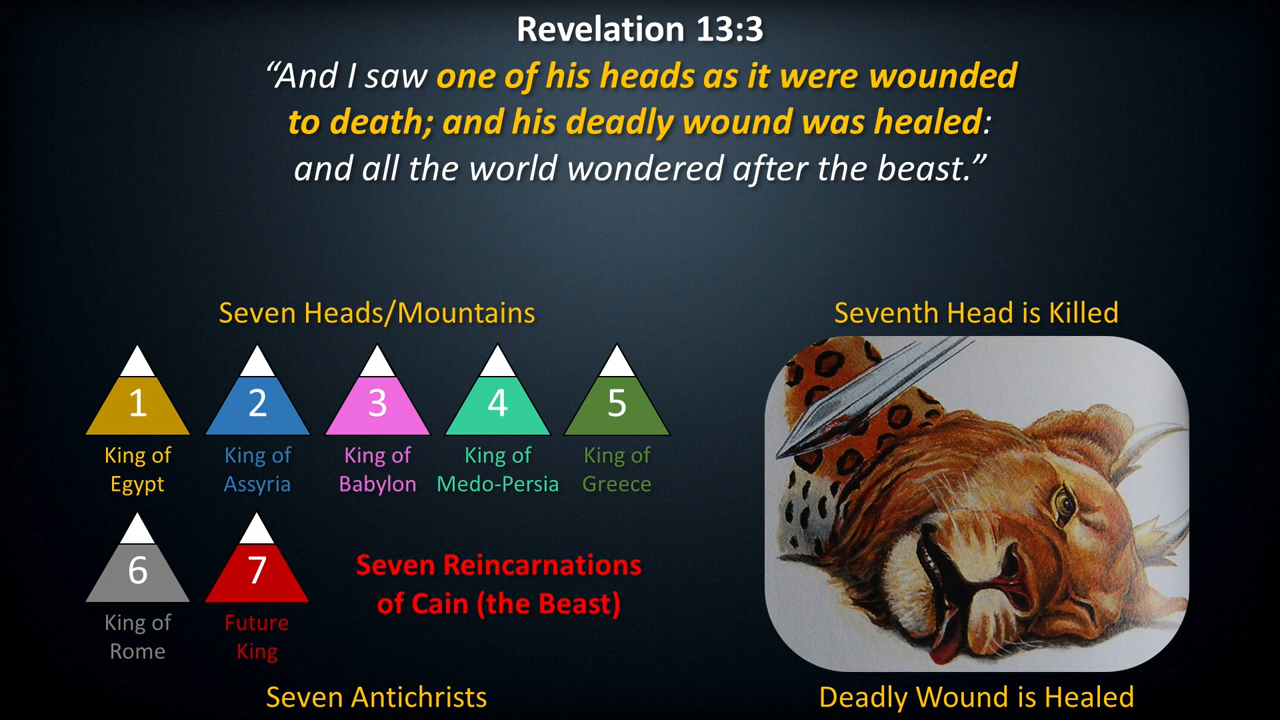 Revelation 13:3
“And I saw one of his heads as it were wounded
to death; and his deadly wound was healed:
and all the world wondered after the beast.”
Seven Heads/Mountains
1 2 3 4 5
King of King of King of King of King of
Egypt Assyria Babylon Medo-Persia Greece
6 7
King of Future
Rome King
Seven Reincarnations
of Cain (the Beast)
Seven Antichrists
Seventh Head is Killed
Deadly Wound is Healed